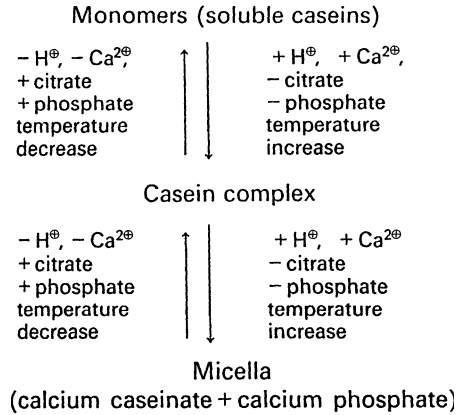 Monomers (soluble caseins)
− H⊕, − Ca²⊕,
+ citrate
+ phosphate
temperature
decrease
+ H⊕, + Ca²⊕,
− citrate
− phosphate
temperature
increase
Casein complex
− H⊕, − Ca²⊕
+ citrate
+ phosphate
temperature
decrease
+ H⊕, + Ca²⊕
− citrate
− phosphate
temperature
increase
Micella
(calcium caseinate + calcium phosphate)